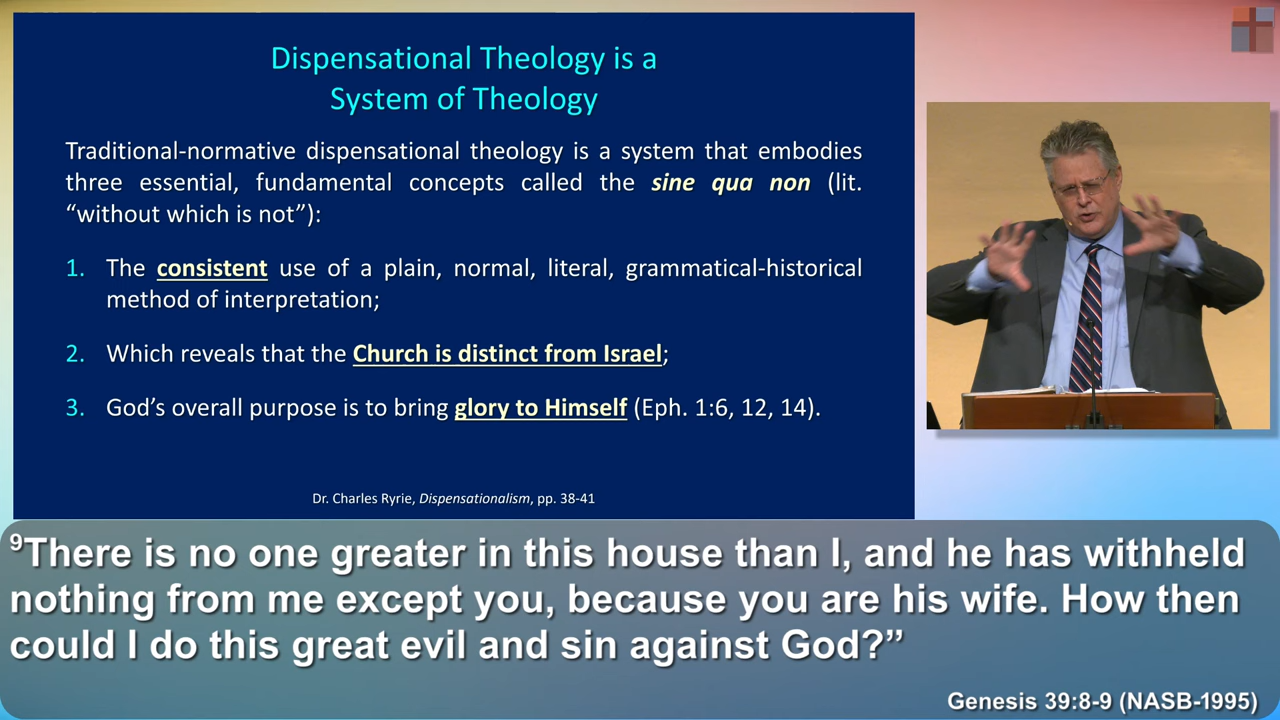 Dispensational Theology is a
System of Theology
Traditional-normative dispensational theology is a system that embodies
three essential, fundamental concepts called the sine qua non (lit.
“without which is not”):
1. The consistent use of a plain, normal, literal, grammatical-historical
method of interpretation;
2. Which reveals that the Church is distinct from Israel;
3. God’s overall purpose is to bring glory to Himself (Eph. 1:6, 12, 14).
Dr. Charles Ryrie, Dispensationalism, pp. 38-41
⁹There is no one greater in this house than I, and he has withheld
nothing from me except you, because you are his wife. How then
could I do this great evil and sin against God?”
Genesis 39:8-9 (NASB-1995)